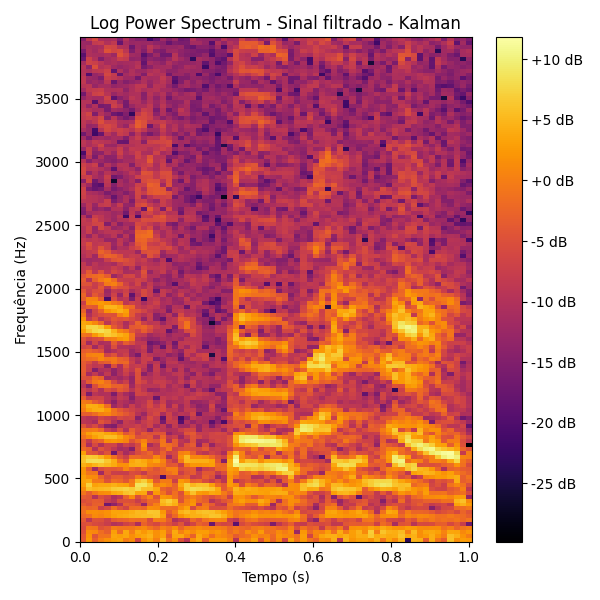 Log Power Spectrum - Sinal filtrado - Kalman
Frequência (Hz)
3500
3000
2500
2000
1500
1000
500
0
0.0 0.2 0.4 0.6 0.8 1.0
Tempo (s)
+10 dB
+5 dB
+0 dB
-5 dB
-10 dB
-15 dB
-20 dB
-25 dB